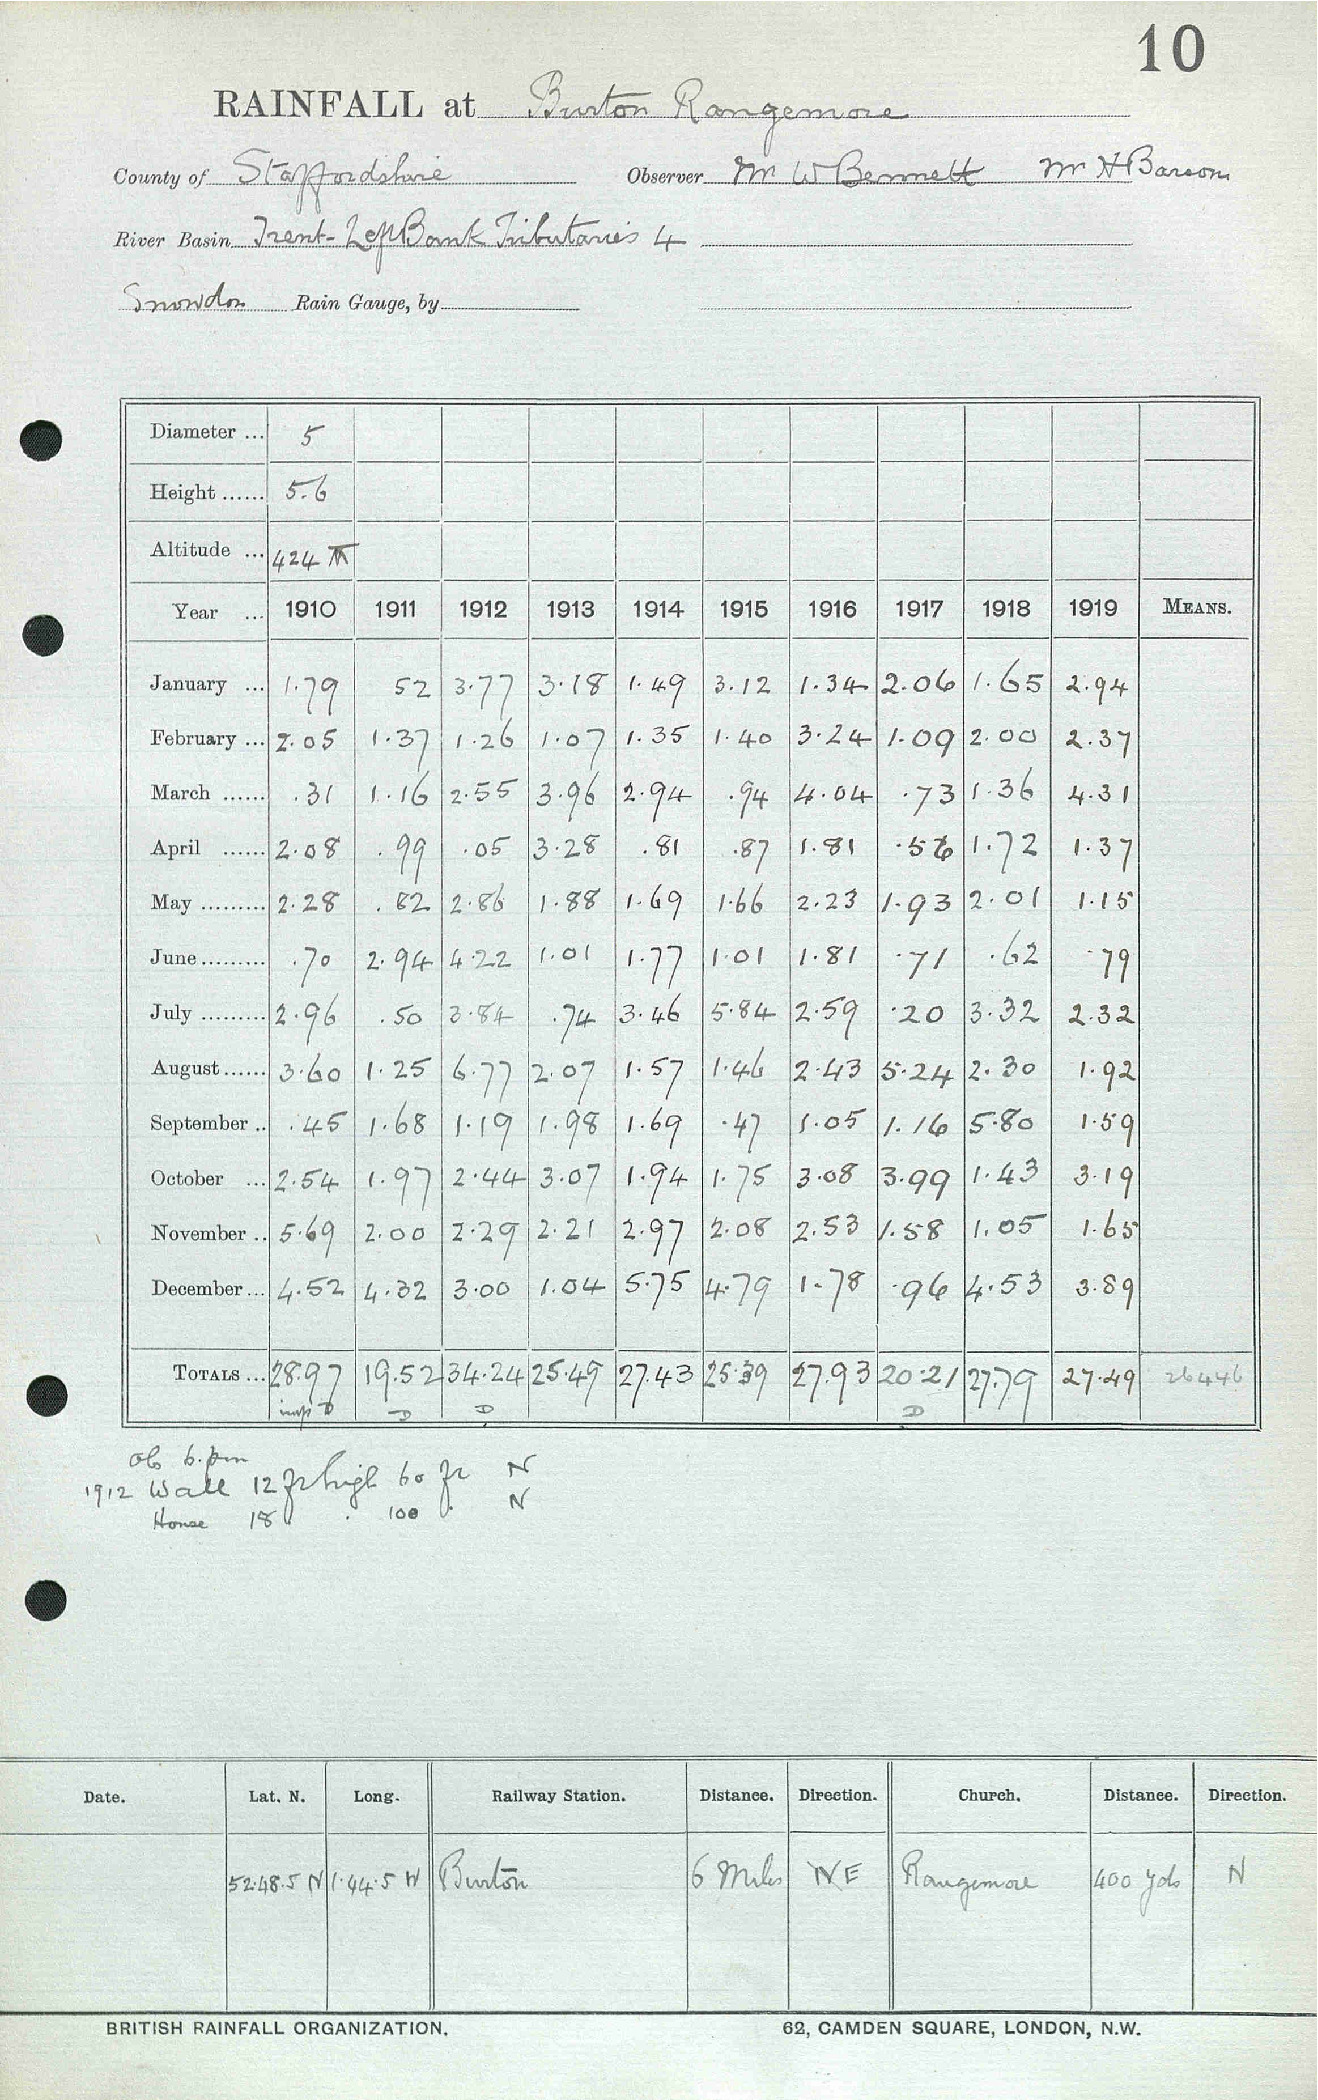 10
RAINFALL at Burton Rangemore
County of Staffordshire Observer Mr W Bennett Mr H Barsom
River Basin Trent-Left Bank Tributaries 4
Snowdon Rain Gauge, by
Diameter ... 5
Height ...... 5.6
Altitude ... 424
Year ... 1910 1911 1912 1913 1914 1915 1916 1917 1918 1919 MEANS.
January ... 1.79 52 3.77 3.18 1.49 3.12 1.34 2.06 1.65 2.94
February ... 2.05 1.37 1.26 1.07 1.35 1.40 3.24 1.09 2.00 2.37
March ...... .31 1.16 2.55 3.96 2.94 .94 4.04 .73 1.36 4.31
April ...... 2.08 .99 .05 3.28 .81 .87 1.81 .56 1.72 1.37
May ......... 2.28 .82 2.86 1.88 1.69 1.66 2.23 1.93 2.01 1.15
June ......... .70 2.94 4.22 1.01 1.77 1.01 1.81 .71 .62 .79
July ......... 2.96 .50 3.84 .74 3.46 5.84 2.59 .20 3.32 2.32
August ...... 3.60 1.25 6.77 2.07 1.57 1.46 2.43 5.24 2.30 1.92
September .. .45 1.68 1.19 1.98 1.69 .47 1.05 1.16 5.80 1.59
October ... 2.54 1.97 2.44 3.07 1.94 1.75 3.08 3.99 1.43 3.19
November .. 5.69 2.00 2.29 2.21 2.97 2.08 2.53 1.58 1.05 1.65
December ... 4.52 4.32 3.00 1.04 5.75 4.79 1.78 .96 4.53 3.89
TOTALS ... 28.97 19.52 34.24 25.49 27.43 25.39 27.93 20.21 27.79 27.49 26446
D D D D
ob 6. pm
1912 Wall 12 ft high 60 ft N
House 18 . 100 N
Date. Lat. N. Long. Railway Station. Distance. Direction. Church. Distance. Direction.
52.48.5 N 1.44.5 W Burton 6 Miles NE Rangemore 400 yds N
BRITISH RAINFALL ORGANIZATION. 62, CAMDEN SQUARE, LONDON, N.W.